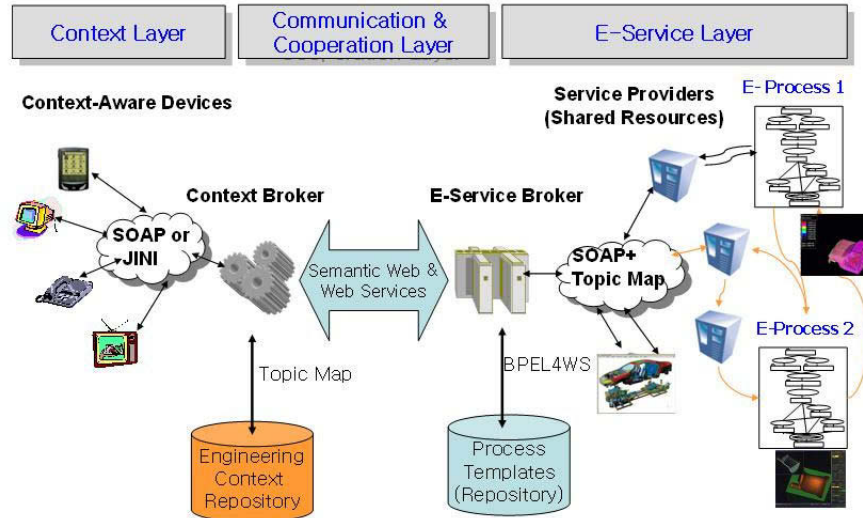 Context Layer
Communication &
Cooperation Layer
E-Service Layer
Context-Aware Devices
Service Providers
(Shared Resources)
E- Process 1
Context Broker
E-Service Broker
SOAP or
JINI
Semantic Web &
Web Services
SOAP+
Topic Map
E-Process 2
Topic Map
BPEL4WS
Engineering
Context
Repository
Process
Templates
(Repository)